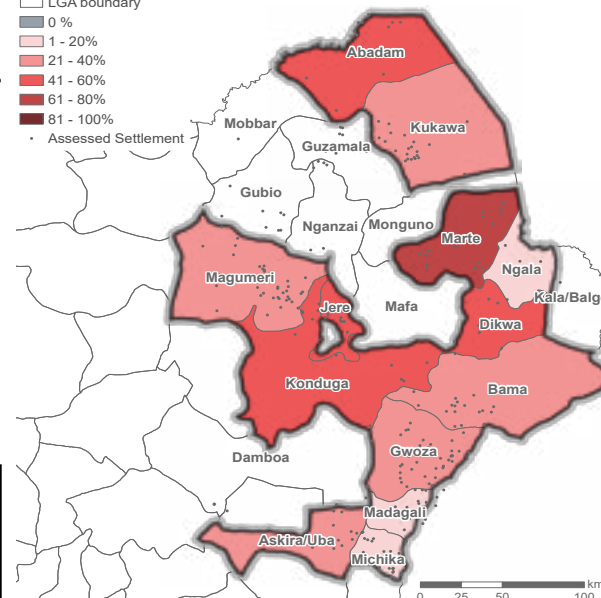 LGA boundary
0 %
1 - 20%
21 - 40%
41 - 60%
61 - 80%
81 - 100%
Assessed Settlement
Abadam
Mobbar
Kukawa
Guzamala
Gubio
Nganzai
Monguno
Marte
Ngala
Magumeri
Kala/Balg
Jere
Mafa
Dikwa
Konduga
Bama
Gwoza
Damboa
Madagali
Askira/Uba
Michika
km
0 25 50 100